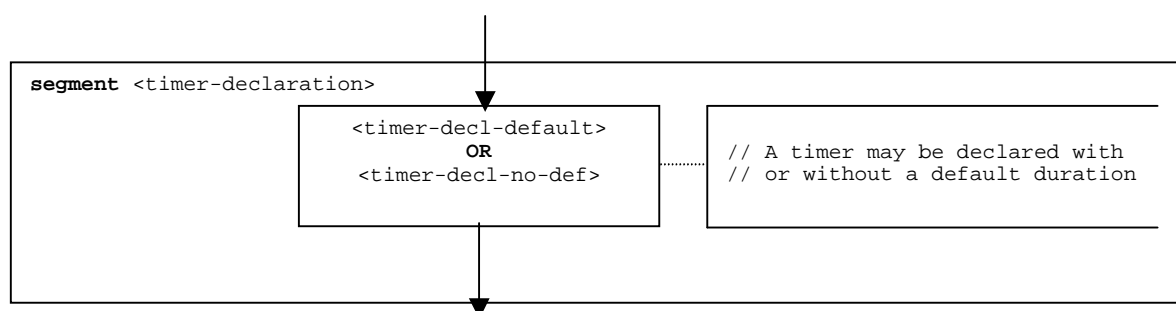 segment <timer-declaration>
<timer-decl-default>
OR
<timer-decl-no-def>
// A timer may be declared with
// or without a default duration